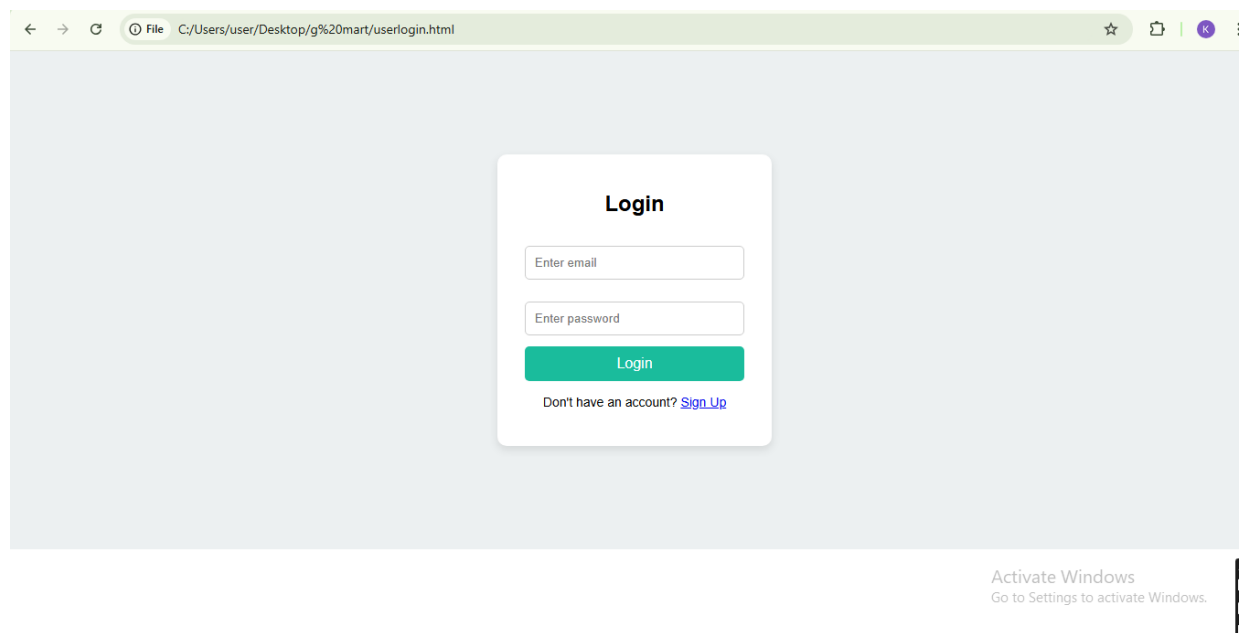 File C:/Users/user/Desktop/g%20mart/userlogin.html
K
Login
Enter email
Enter password
Login
Don't have an account? Sign Up
Activate Windows
Go to Settings to activate Windows.